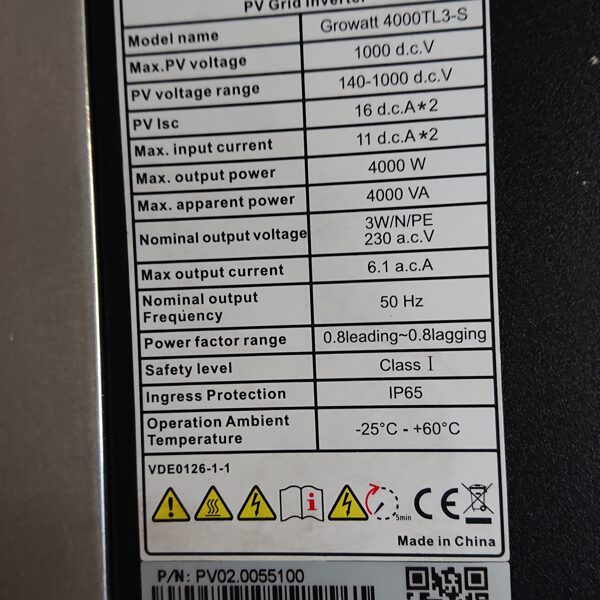 PV Grid Inverter
Model name Growatt 4000TL3-S
Max.PV voltage 1000 d.c.V
PV voltage range 140-1000 d.c.V
PV Isc 16 d.c.A*2
Max. input current 11 d.c.A*2
Max. output power 4000 W
Max. apparent power 4000 VA
Nominal output voltage 3W/N/PE
230 a.c.V
Max output current 6.1 a.c.A
Nominal output
Frequency 50 Hz
Power factor range 0.8leading~0.8lagging
Safety level Class I
Ingress Protection IP65
Operation Ambient
Temperature -25°C - +60°C
VDE0126-1-1
i 5min CE
Made in China
P/N: PV02.0055100